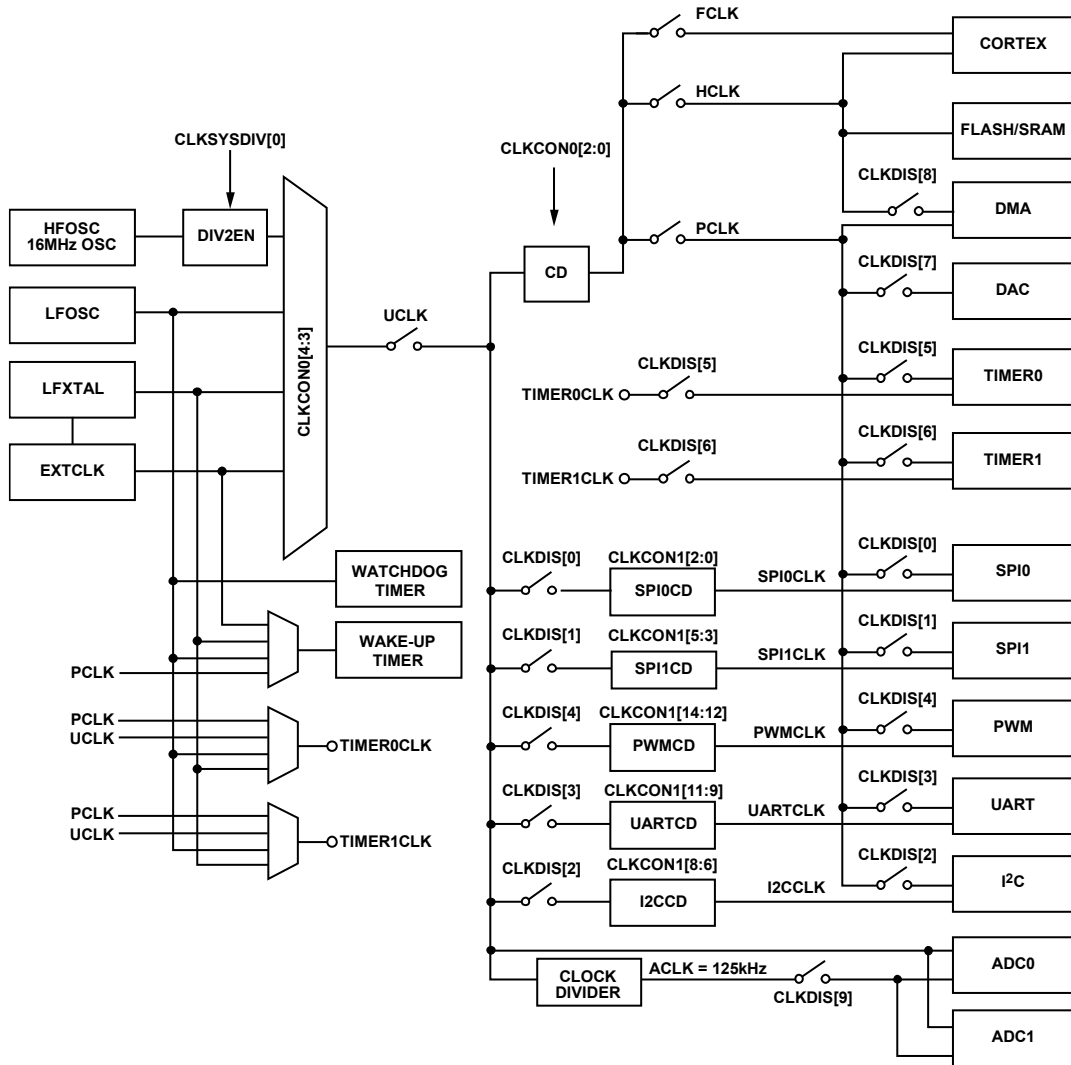 FCLK
CORTEX
HCLK
CLKSYSDIV[0]
CLKCON0[2:0]
FLASH/SRAM
CLKDIS[8]
HFOSC
16MHz OSC
DIV2EN
DMA
PCLK
CD
CLKDIS[7]
DAC
LFOSC
CLKCON0[4:3]
UCLK
CLKDIS[5]
TIMER0
LFXTAL
CLKDIS[5]
TIMER0CLK
CLKDIS[6]
TIMER1
EXTCLK
CLKDIS[6]
TIMER1CLK
CLKDIS[0]
SPI0
WATCHDOG
TIMER
CLKDIS[0]
CLKCON1[2:0]
SPI0CD
SPI0CLK
CLKDIS[1]
SPI1
WAKE-UP
TIMER
CLKDIS[1]
CLKCON1[5:3]
SPI1CD
SPI1CLK
PCLK
CLKDIS[4]
PWM
PCLK
UCLK
TIMER0CLK
CLKDIS[4]
CLKCON1[14:12]
PWMCD
PWMCLK
CLKDIS[3]
UART
CLKDIS[3]
CLKCON1[11:9]
UARTCD
UARTCLK
PCLK
UCLK
TIMER1CLK
CLKDIS[2]
I2C
CLKDIS[2]
CLKCON1[8:6]
I2CCD
I2CCLK
ADC0
CLOCK
DIVIDER
ACLK = 125kHz
CLKDIS[9]
ADC1